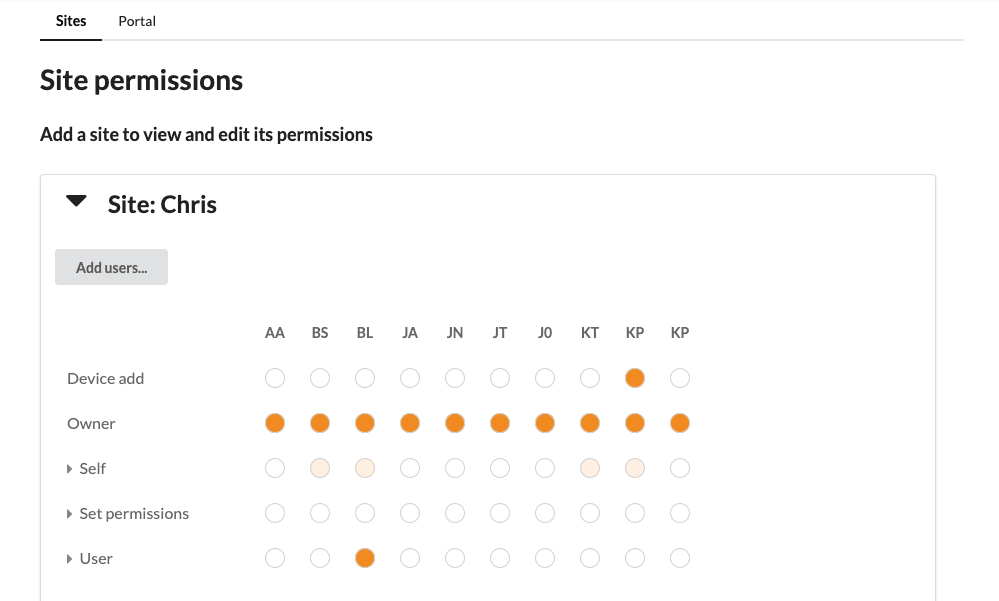 Sites Portal
Site permissions
Add a site to view and edit its permissions
Site: Chris
Add users...
AA BS BL JA JN JT J0 KT KP KP
Device add
Owner
Self
Set permissions
User